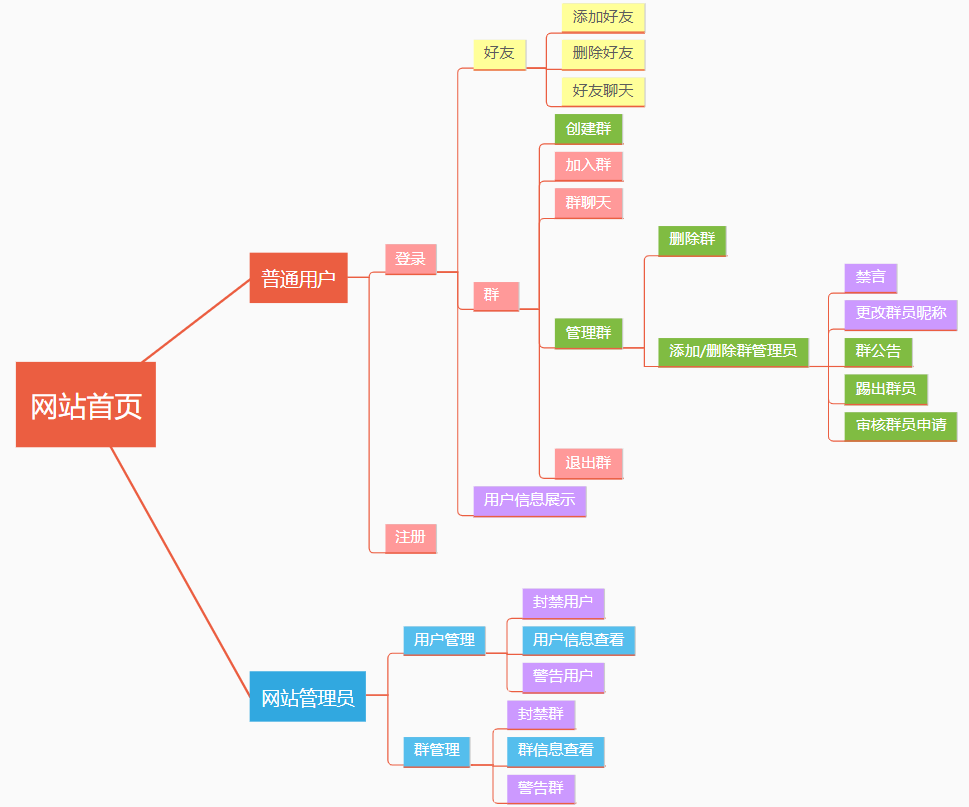 网站首页
普通用户
登录
好友
添加好友
删除好友
好友聊天
群
创建群
加入群
群聊天
管理群
删除群
添加/删除群管理员
禁言
更改群员昵称
群公告
踢出群员
审核群员申请
退出群
用户信息展示
注册
网站管理员
用户管理
封禁用户
用户信息查看
警告用户
群管理
封禁群
群信息查看
警告群